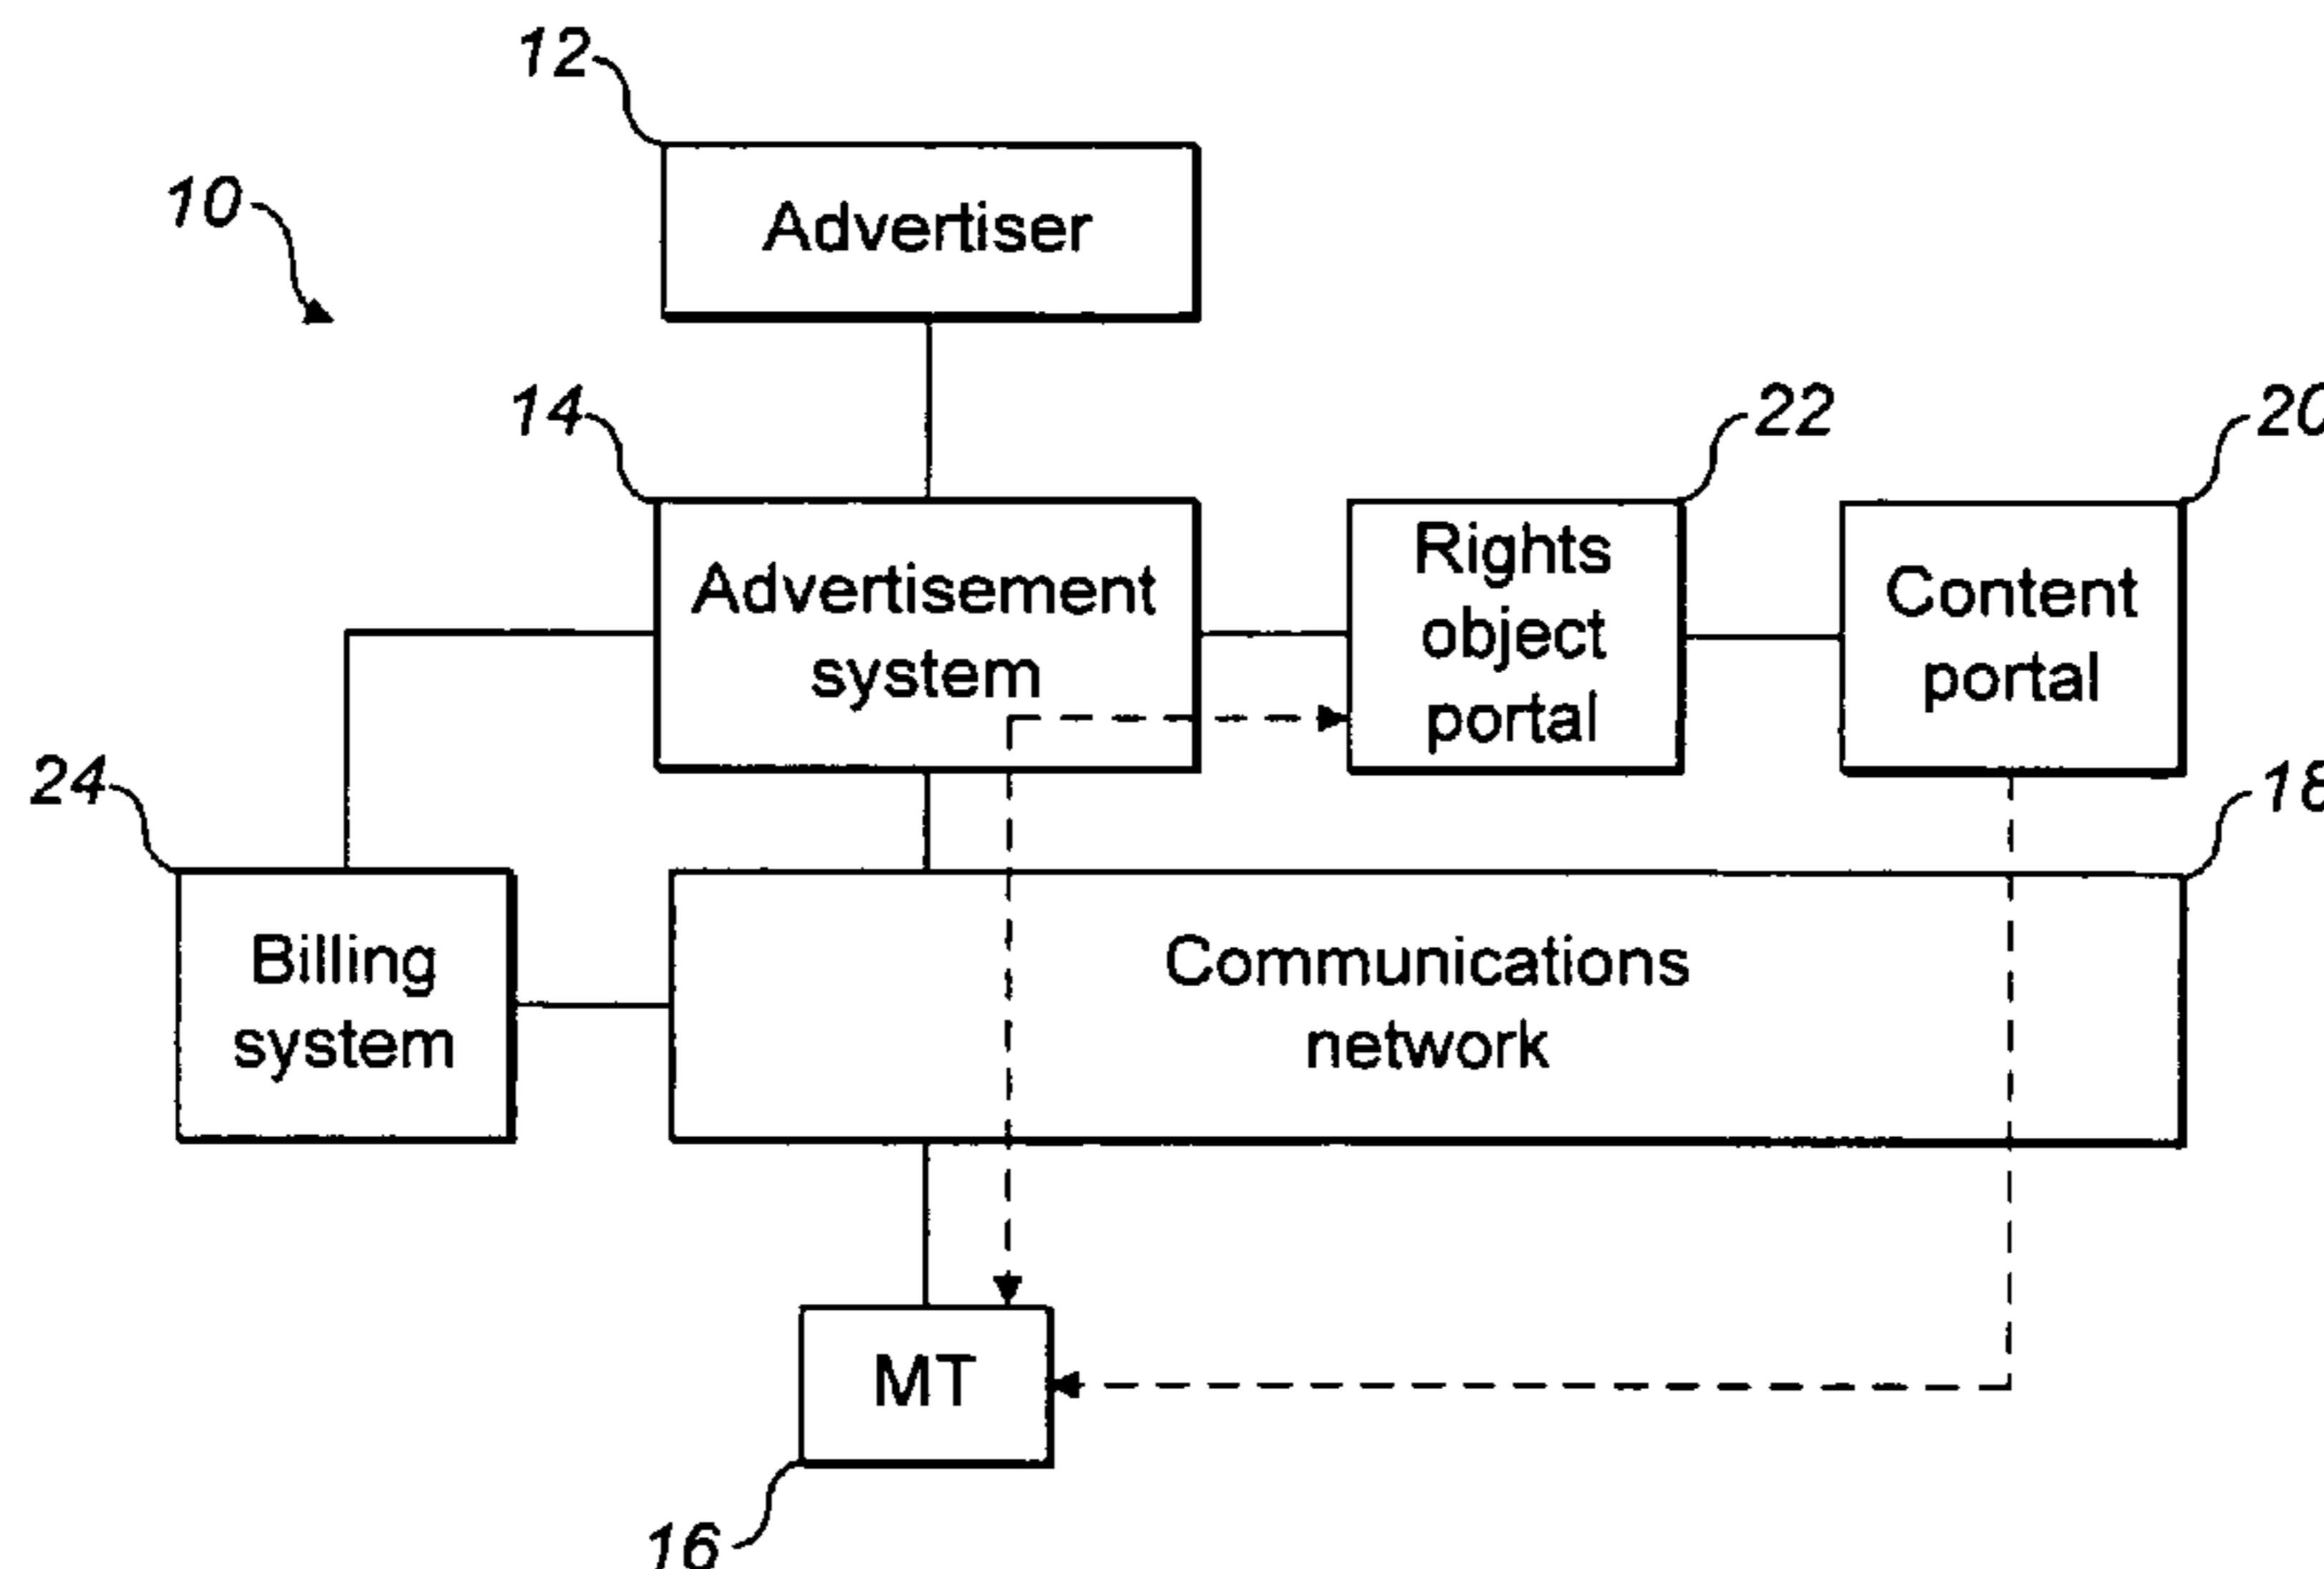 12
Advertiser
10
14
22
20
Advertisement
system
Rights
object
portal
Content
portal
24
18
Billing
system
Communications
network
MT
16